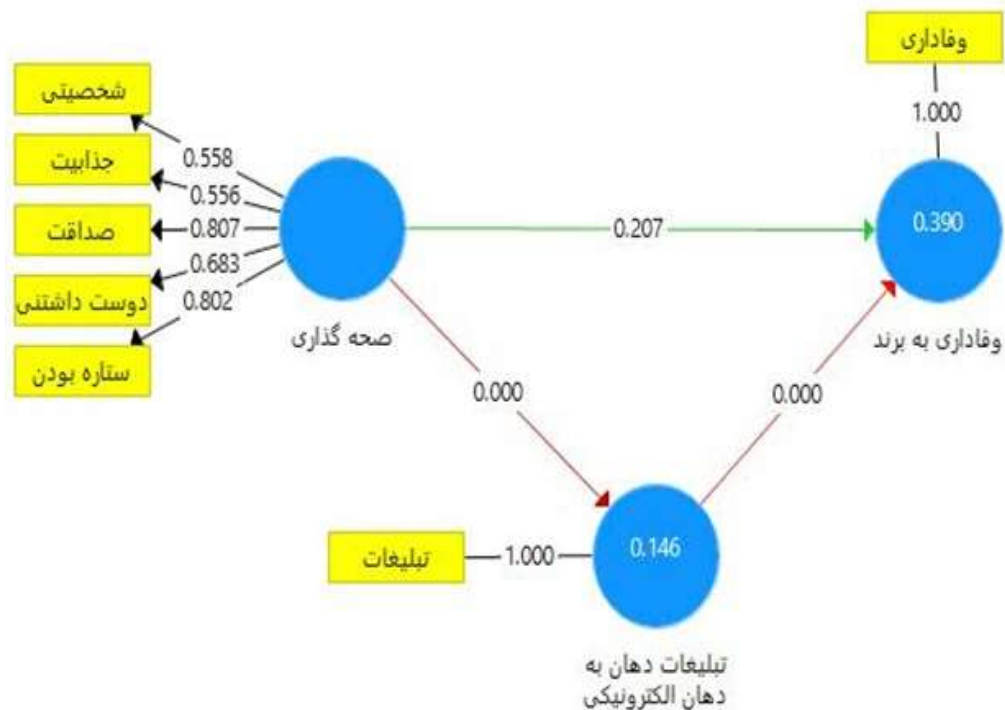 وفاداری
1.000
0.390
وفاداری به برند
شخصیتی
جذابیت
صداقت
دوست داشتنی
ستاره بودن
0.558
0.556
0.807
0.683
0.802
صحه گذاری
0.207
0.000
0.000
تبلیغات
1.000
0.146
تبلیغات دهان به
دهان الکترونیکی